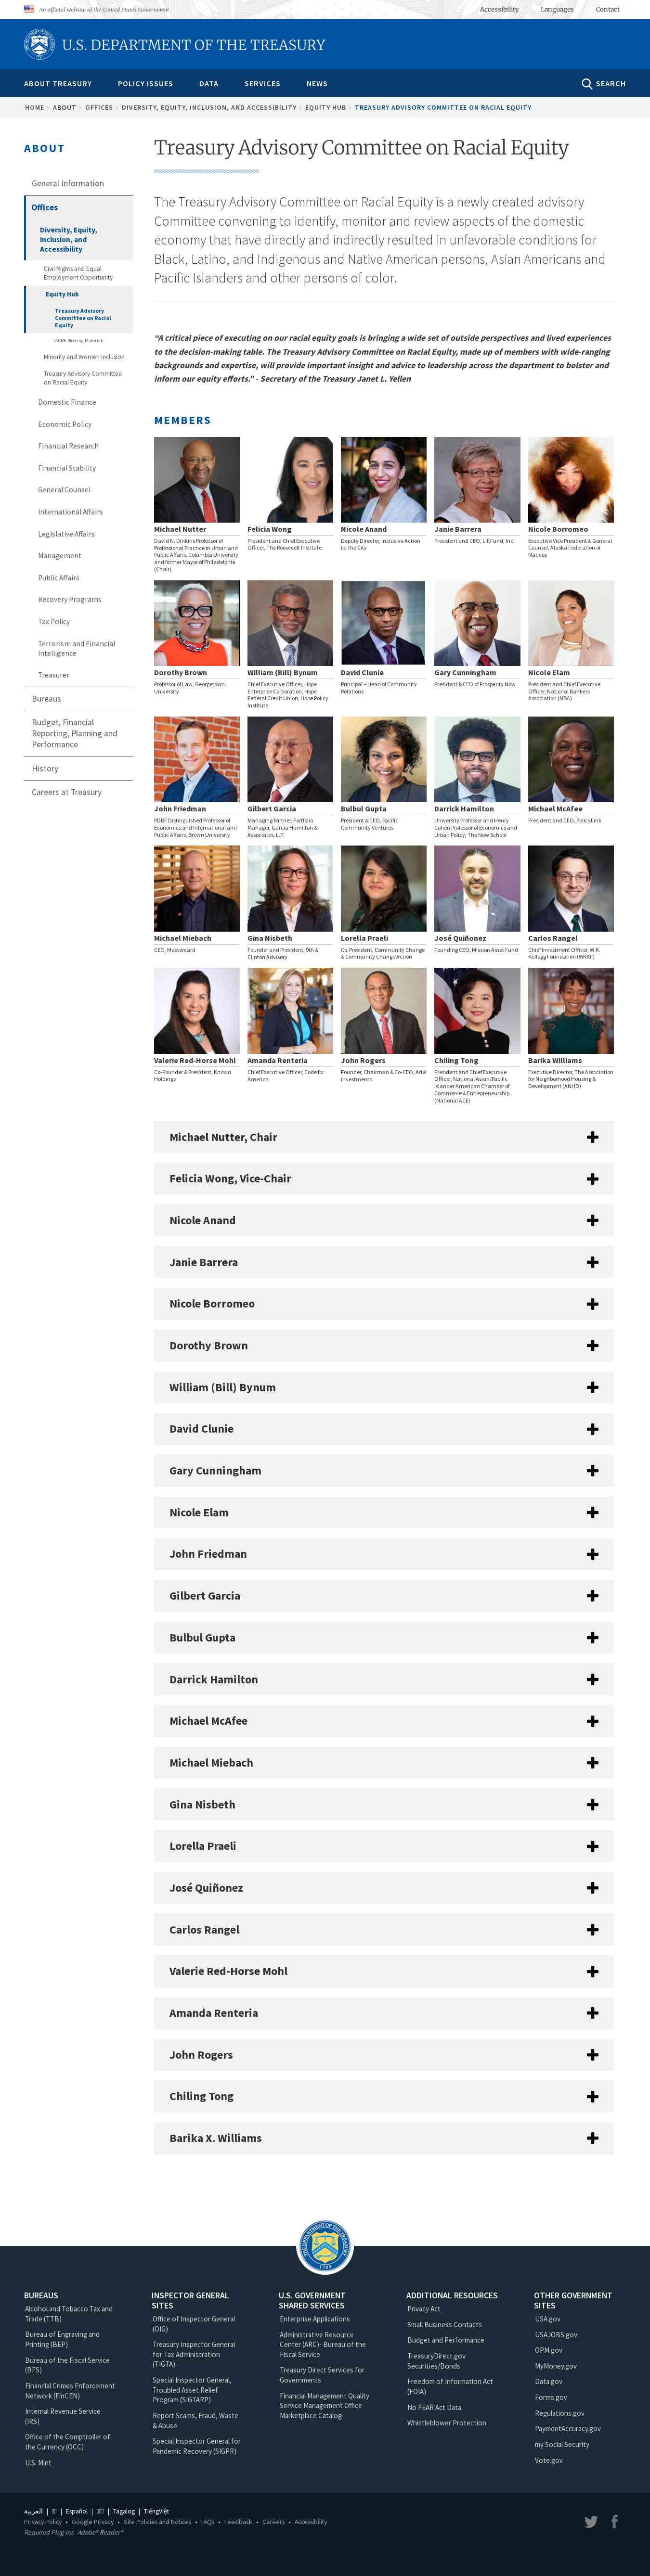 An official website of the United States Government
Accessibility
Languages
Contact
U.S. DEPARTMENT OF THE TREASURY
ABOUT TREASURY
POLICY ISSUES
DATA
SERVICES
NEWS
SEARCH
HOME
ABOUT
OFFICES
DIVERSITY, EQUITY, INCLUSION, AND ACCESSIBILITY
EQUITY HUB
TREASURY ADVISORY COMMITTEE ON RACIAL EQUITY
ABOUT
General Information
Offices
Diversity, Equity,
Inclusion, and
Accessibility
Civil Rights and Equal
Employment Opportunity
Equity Hub
Treasury Advisory
Committee on Racial
Equity
TACRE Meeting Materials
Minority and Women Inclusion
Treasury Advisory Committee
on Racial Equity
Domestic Finance
Economic Policy
Financial Research
Financial Stability
General Counsel
International Affairs
Legislative Affairs
Management
Public Affairs
Recovery Programs
Tax Policy
Terrorism and Financial
Intelligence
Treasurer
Bureaus
Budget, Financial
Reporting, Planning and
Performance
History
Careers at Treasury
Treasury Advisory Committee on Racial Equity
The Treasury Advisory Committee on Racial Equity is a newly created advisory
Committee convening to identify, monitor and review aspects of the domestic
economy that have directly and indirectly resulted in unfavorable conditions for
Black, Latino, and Indigenous and Native American persons, Asian Americans and
Pacific Islanders and other persons of color.
“A critical piece of executing on our racial equity goals is bringing a wide set of outside perspectives and lived experiences
to the decision-making table. The Treasury Advisory Committee on Racial Equity, made up of members with wide-ranging
backgrounds and expertise, will provide important insight and advice to leadership across the department to bolster and
inform our equity efforts.” - Secretary of the Treasury Janet L. Yellen
MEMBERS
Michael Nutter
David N. Dinkins Professor of
Professional Practice in Urban and
Public Affairs, Columbia University
and former Mayor of Philadelphia
(Chair)
Felicia Wong
President and Chief Executive
Officer, The Roosevelt Institute
Nicole Anand
Deputy Director, Inclusive Action
for the City
Janie Barrera
President and CEO, LiftFund, Inc.
Nicole Borromeo
Executive Vice President & General
Counsel, Alaska Federation of
Natives
Dorothy Brown
Professor of Law, Georgetown
University
William (Bill) Bynum
Chief Executive Officer, Hope
Enterprise Corporation, Hope
Federal Credit Union, Hope Policy
Institute
David Clunie
Principal – Head of Community
Relations
Gary Cunningham
President & CEO of Prosperity Now
Nicole Elam
President and Chief Executive
Officer, National Bankers
Association (NBA)
John Friedman
PDBF Distinguished Professor of
Economics and International and
Public Affairs, Brown University
Gilbert Garcia
Managing Partner, Portfolio
Manager, Garcia Hamilton &
Associates, L.P.
Bulbul Gupta
President & CEO, Pacific
Community Ventures
Darrick Hamilton
University Professor and Henry
Cohen Professor of Economics and
Urban Policy, The New School
Michael McAfee
President and CEO, PolicyLink
Michael Miebach
CEO, Mastercard
Gina Nisbeth
Founder and President, 9th &
Clinton Advisory
Lorella Praeli
Co-President, Community Change
& Community Change Action
José Quiñonez
Founding CEO, Mission Asset Fund
Carlos Rangel
Chief Investment Officer, W.K.
Kellogg Foundation (WKKF)
Valerie Red-Horse Mohl
Co-Founder & President, Known
Holdings
Amanda Renteria
Chief Executive Officer, Code for
America
John Rogers
Founder, Chairman & Co-CEO, Ariel
Investments
Chiling Tong
President and Chief Executive
Officer, National Asian/Pacific
Islander American Chamber of
Commerce & Entrepreneurship
(National ACE)
Barika Williams
Executive Director, The Association
for Neighborhood Housing &
Development (ANHD)
Michael Nutter, Chair
Felicia Wong, Vice-Chair
Nicole Anand
Janie Barrera
Nicole Borromeo
Dorothy Brown
William (Bill) Bynum
David Clunie
Gary Cunningham
Nicole Elam
John Friedman
Gilbert Garcia
Bulbul Gupta
Darrick Hamilton
Michael McAfee
Michael Miebach
Gina Nisbeth
Lorella Praeli
José Quiñonez
Carlos Rangel
Valerie Red-Horse Mohl
Amanda Renteria
John Rogers
Chiling Tong
Barika X. Williams
BUREAUS
Alcohol and Tobacco Tax and
Trade (TTB)
Bureau of Engraving and
Printing (BEP)
Bureau of the Fiscal Service
(BFS)
Financial Crimes Enforcement
Network (FinCEN)
Internal Revenue Service
(IRS)
Office of the Comptroller of
the Currency (OCC)
U.S. Mint
INSPECTOR GENERAL
SITES
Office of Inspector General
(OIG)
Treasury Inspector General
for Tax Administration
(TIGTA)
Special Inspector General,
Troubled Asset Relief
Program (SIGTARP)
Report Scams, Fraud, Waste
& Abuse
Special Inspector General for
Pandemic Recovery (SIGPR)
U.S. GOVERNMENT
SHARED SERVICES
Enterprise Applications
Administrative Resource
Center (ARC)- Bureau of the
Fiscal Service
Treasury Direct Services for
Governments
Financial Management Quality
Service Management Office
Marketplace Catalog
ADDITIONAL RESOURCES
Privacy Act
Small Business Contacts
Budget and Performance
TreasuryDirect.gov
Securities/Bonds
Freedom of Information Act
(FOIA)
No FEAR Act Data
Whistleblower Protection
OTHER GOVERNMENT
SITES
USA.gov
USAJOBS.gov
OPM.gov
MyMoney.gov
Data.gov
Forms.gov
Regulations.gov
PaymentAccuracy.gov
my Social Security
Vote.gov
العربية | | Español | | Tagalog | TiếngViệt
Privacy Policy • Google Privacy • Site Policies and Notices • FAQs • Feedback • Careers • Accessibility
Required Plug-ins Adobe® Reader®